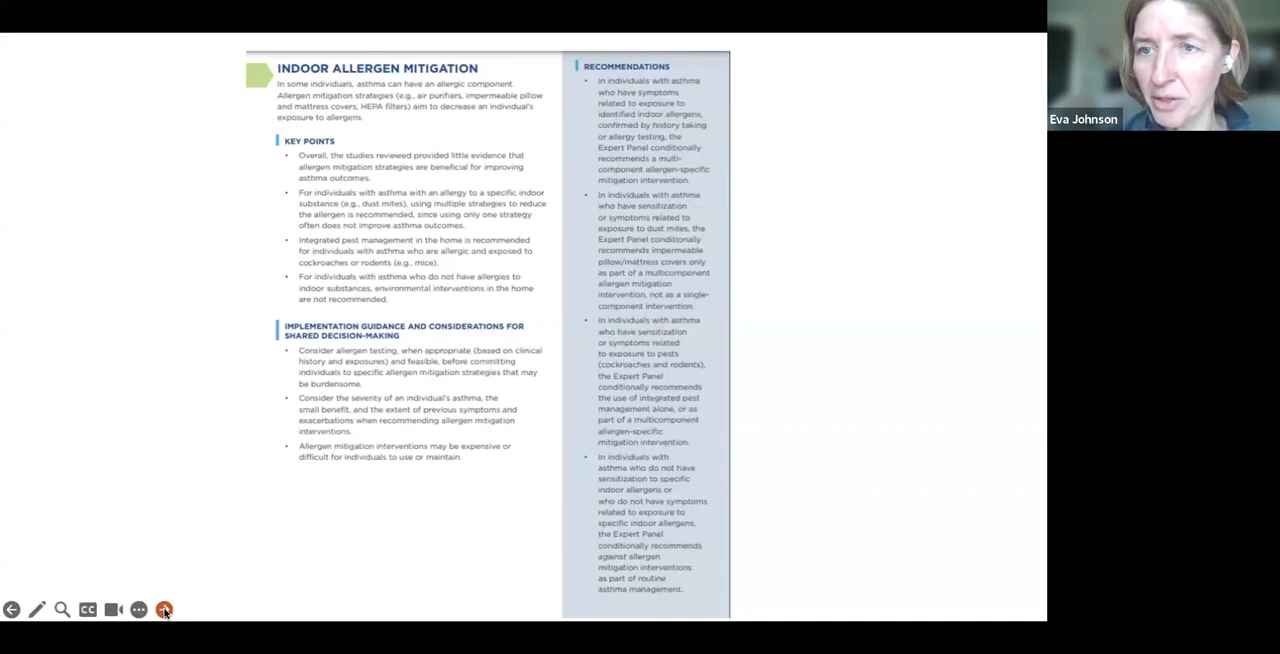 INDOOR ALLERGEN MITIGATION
In some individuals, asthma can have an allergic component.
Allergen mitigation strategies (e.g., air purifiers, impermeable pillow
and mattress covers, HEPA filters) aim to decrease an individual's
exposure to allergens.
KEY POINTS
• Overall, the studies reviewed provided little evidence that
allergen mitigation strategies are beneficial for improving
asthma outcomes.
• For individuals with asthma with an allergy to a specific indoor
substance (e.g., dust mites), using multiple strategies to reduce
the allergen is recommended, since using only one strategy
often does not improve asthma outcomes.
• Integrated pest management in the home is recommended
for individuals with asthma who are allergic and exposed to
cockroaches or rodents (e.g., mice).
• For individuals with asthma who do not have allergies to
indoor substances, environmental interventions in the home
are not recommended.
IMPLEMENTATION GUIDANCE AND CONSIDERATIONS FOR
SHARED DECISION-MAKING
• Consider allergen testing, when appropriate (based on clinical
history and exposures) and feasible, before committing
individuals to specific allergen mitigation strategies that may
be burdensome.
• Consider the severity of an individual's asthma, the
small benefit, and the extent of previous symptoms and
exacerbations when recommending allergen mitigation
interventions.
• Allergen mitigation interventions may be expensive or
difficult for individuals to use or maintain.
RECOMMENDATIONS
• In individuals with asthma
who have symptoms
related to exposure to
identified indoor allergens,
confirmed by history taking
or allergy testing, the
Expert Panel conditionally
recommends a multi-
component allergen-specific
mitigation intervention.
• In individuals with asthma
who have sensitization
or symptoms related to
exposure to dust mites, the
Expert Panel conditionally
recommends impermeable
pillow/mattress covers only
as part of a multicomponent
allergen mitigation
intervention, not as a single-
component intervention.
• In individuals with asthma
who have sensitization
or symptoms related
to exposure to pests
(cockroaches and rodents),
the Expert Panel
conditionally recommends
the use of integrated pest
management alone, or as
part of a multicomponent
allergen-specific
mitigation intervention.
• In individuals with
asthma who do not have
sensitization to specific
indoor allergens or
who do not have symptoms
related to exposure to
specific indoor allergens,
the Expert Panel
conditionally recommends
against allergen
mitigation interventions
as part of routine
asthma management.
Eva Johnson
CC